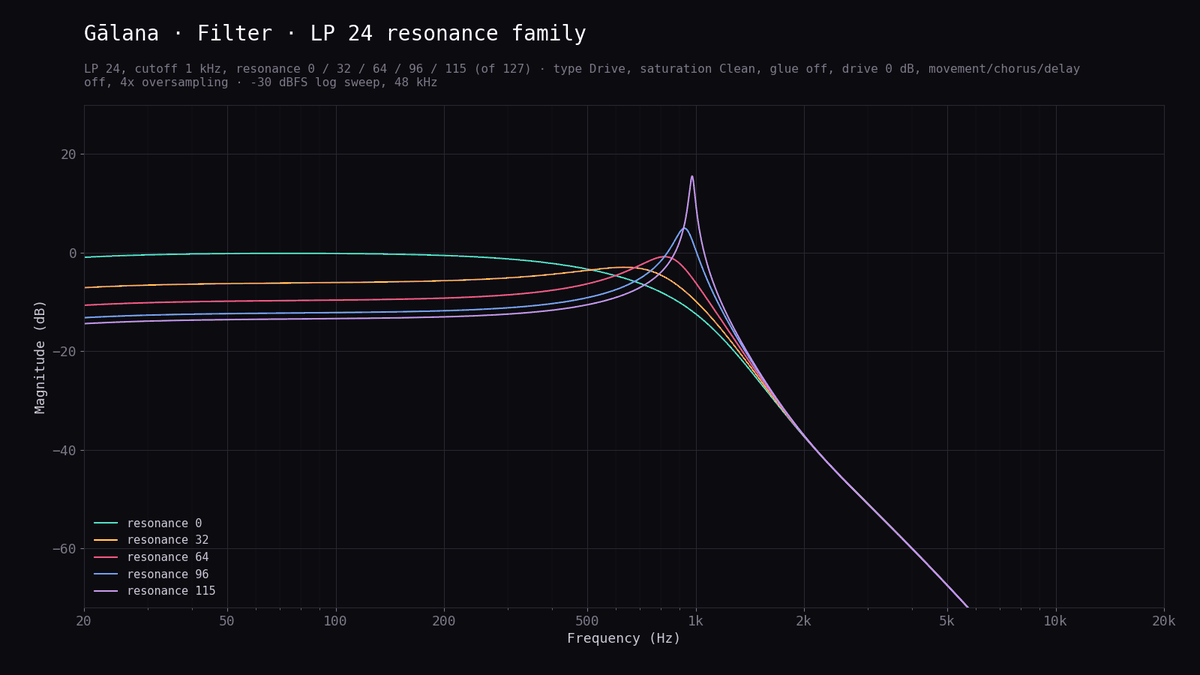 Gālana · Filter · LP 24 resonance family
LP 24, cutoff 1 kHz, resonance 0 / 32 / 64 / 96 / 115 (of 127) · type Drive, saturation Clean, glue off, drive 0 dB, movement/chorus/delay
off, 4x oversampling · -30 dBFS log sweep, 48 kHz
20
0
−20
−40
−60
Magnitude (dB)
resonance 0
resonance 32
resonance 64
resonance 96
resonance 115
20
50
100
200
500
1k
2k
5k
10k
20k
Frequency (Hz)